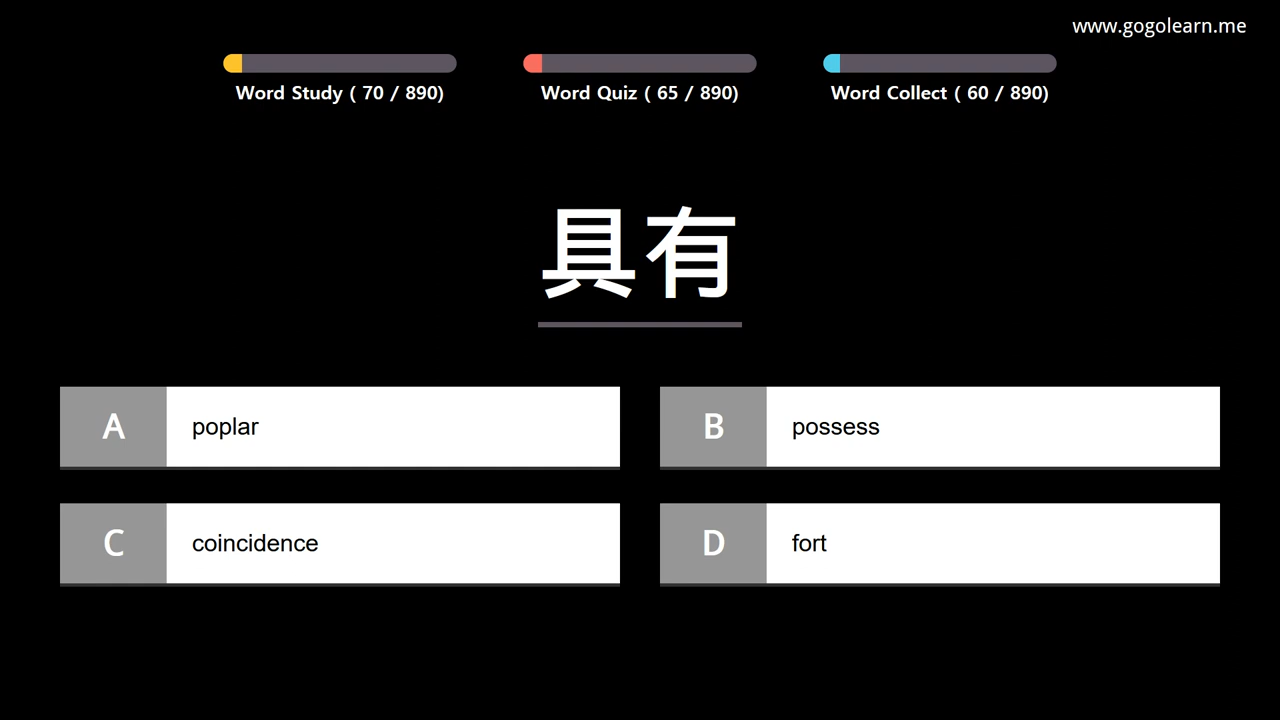 www.gogolearn.me
Word Study ( 70 / 890)
Word Quiz ( 65 / 890)
Word Collect ( 60 / 890)
具有
A poplar
B possess
C coincidence
D fort